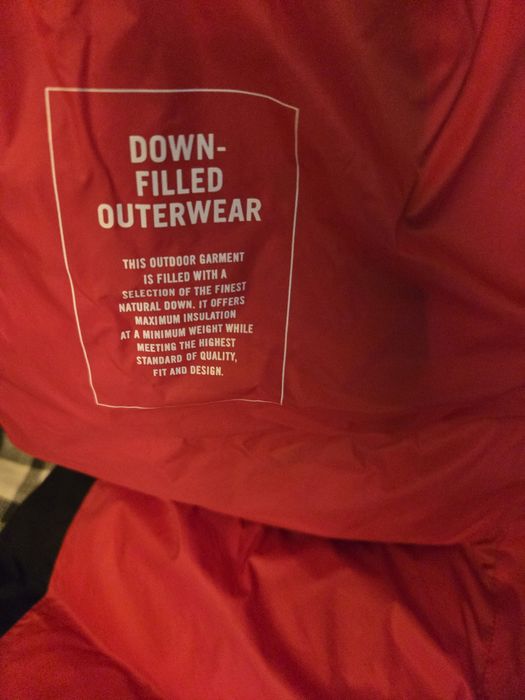 DOWN-
FILLED
OUTERWEAR
THIS OUTDOOR GARMENT
IS FILLED WITH A
SELECTION OF THE FINEST
NATURAL DOWN. IT OFFERS
MAXIMUM INSULATION
AT A MINIMUM WEIGHT WHILE
MEETING THE HIGHEST
STANDARD OF QUALITY,
FIT AND DESIGN.